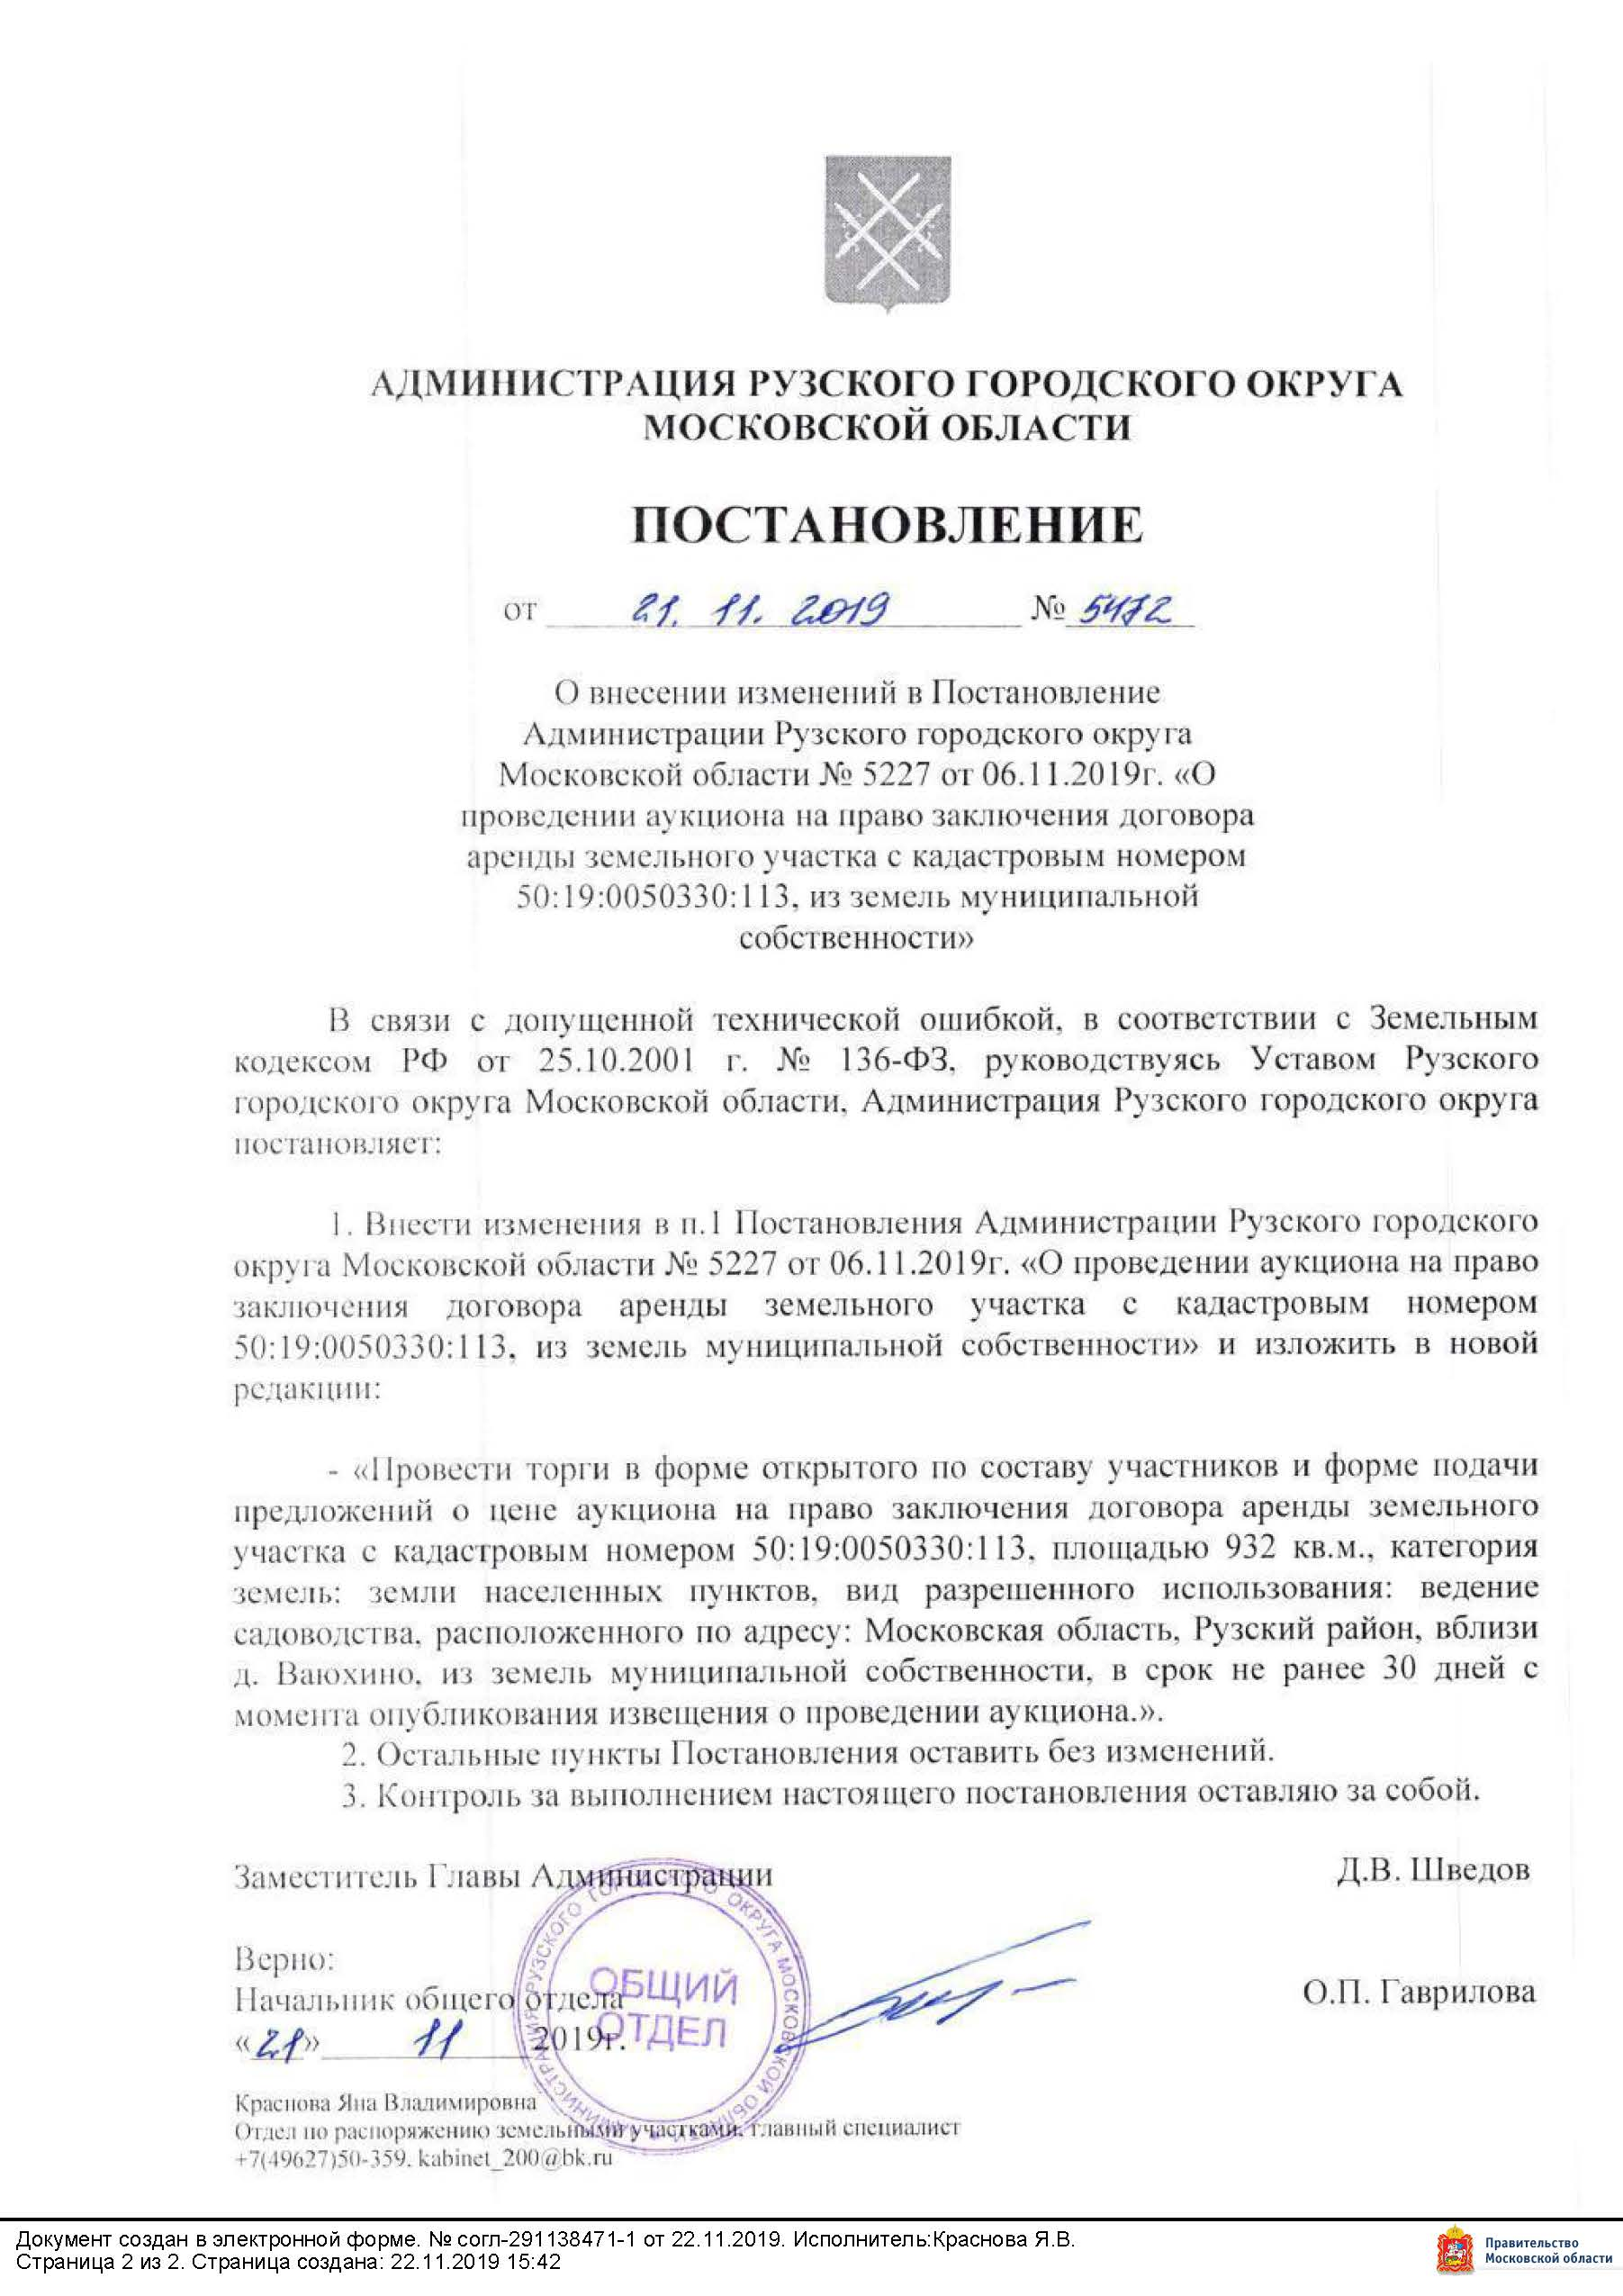 АДМИНИСТРАЦИЯ РУЗСКОГО ГОРОДСКОГО ОКРУГА
МОСКОВСКОЙ ОБЛАСТИ
ПОСТАНОВЛЕНИЕ
от 21. 11. 2019 № 5472
О внесении изменений в Постановление
Администрации Рузского городского округа
Московской области № 5227 от 06.11.2019г. «О
проведении аукциона на право заключения договора
аренды земельного участка с кадастровым номером
50:19:0050330:113, из земель муниципальной
собственности»
В связи с допущенной технической ошибкой, в соответствии с Земельным
кодексом РФ от 25.10.2001 г. № 136-ФЗ, руководствуясь Уставом Рузского
городского округа Московской области, Администрация Рузского городского округа
постановляет:
1. Внести изменения в п.1 Постановления Администрации Рузского городского
округа Московской области № 5227 от 06.11.2019г. «О проведении аукциона на право
заключения договора аренды земельного участка с кадастровым номером
50:19:0050330:113, из земель муниципальной собственности» и изложить в новой
редакции:
- «Провести торги в форме открытого по составу участников и форме подачи
предложений о цене аукциона на право заключения договора аренды земельного
участка с кадастровым номером 50:19:0050330:113, площадью 932 кв.м., категория
земель: земли населенных пунктов, вид разрешенного использования: ведение
садоводства, расположенного по адресу: Московская область, Рузский район, вблизи
д. Ваюхино, из земель муниципальной собственности, в срок не ранее 30 дней с
момента опубликования извещения о проведении аукциона.».
2. Остальные пункты Постановления оставить без изменений.
3. Контроль за выполнением настоящего постановления оставляю за собой.
Заместитель Главы Администрации Д.В. Шведов
Верно:
Начальник общего отдела О.П. Гаврилова
«21» 11 2019г.
АДМИНИСТРАЦИЯ РУЗСКОГО ГОРОДСКОГО ОКРУГА МОСКОВСКОЙ ОБЛАСТИ
ОБЩИЙ
ОТДЕЛ
Краснова Яна Владимировна
Отдел по распоряжению земельными участками, главный специалист
+7(49627)50-359, kabinet_200@bk.ru
Документ создан в электронной форме. № согл-291138471-1 от 22.11.2019. Исполнитель:Краснова Я.В.
Страница 2 из 2. Страница создана: 22.11.2019 15:42
Правительство
Московской области